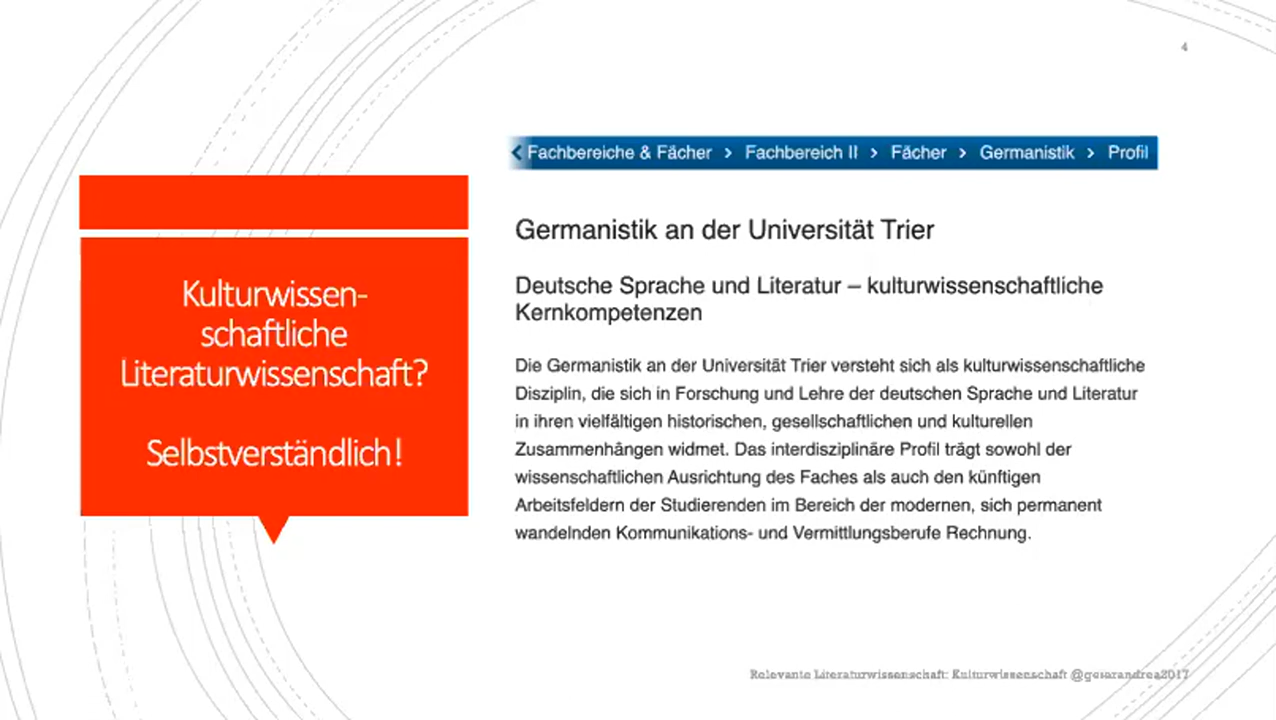 4
Kulturwissen-
schaftliche
Literaturwissenschaft?
Selbstverständlich!
Fachbereiche & Fächer > Fachbereich II > Fächer > Germanistik > Profil
Germanistik an der Universität Trier
Deutsche Sprache und Literatur – kulturwissenschaftliche
Kernkompetenzen
Die Germanistik an der Universität Trier versteht sich als kulturwissenschaftliche
Disziplin, die sich in Forschung und Lehre der deutschen Sprache und Literatur
in ihren vielfältigen historischen, gesellschaftlichen und kulturellen
Zusammenhängen widmet. Das interdisziplinäre Profil trägt sowohl der
wissenschaftlichen Ausrichtung des Faches als auch den künftigen
Arbeitsfeldern der Studierenden im Bereich der modernen, sich permanent
wandelnden Kommunikations- und Vermittlungsberufe Rechnung.
Relevante Literaturwissenschaft: Kulturwissenschaft